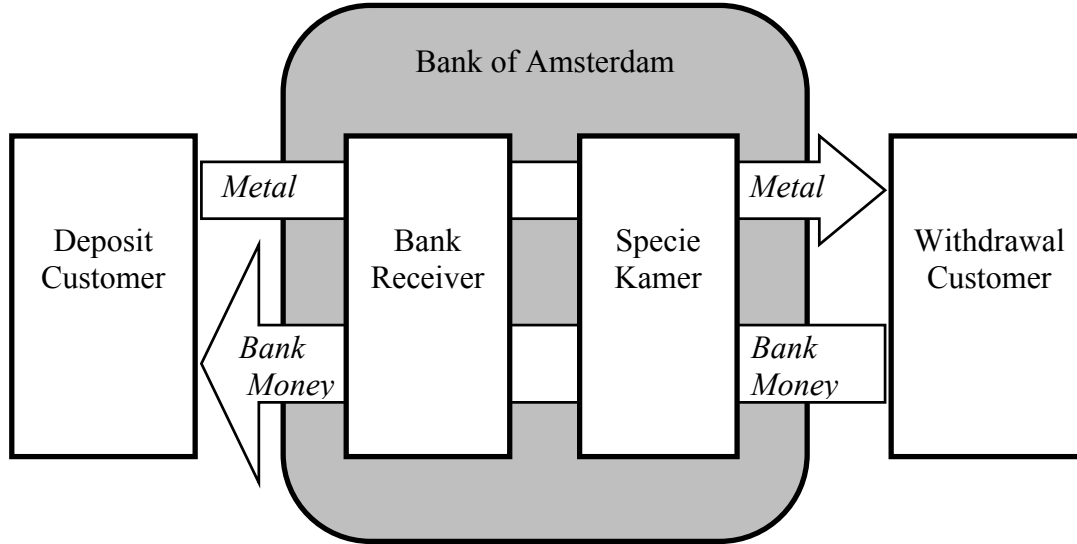 Bank of Amsterdam
Metal
Metal
Deposit
Customer
Bank
Receiver
Specie
Kamer
Withdrawal
Customer
Bank
Money
Bank
Money